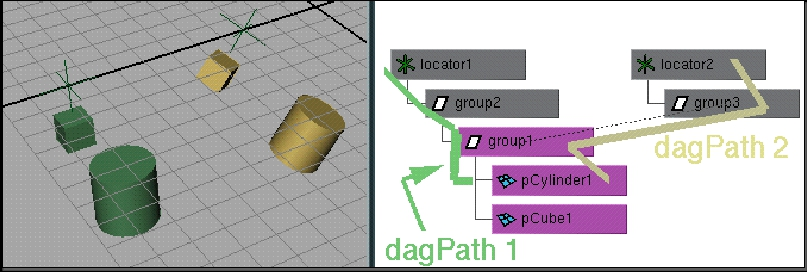 locator1
locator2
group2
group3
group1
dagPath 2
pCylinder1
pCube1
dagPath 1